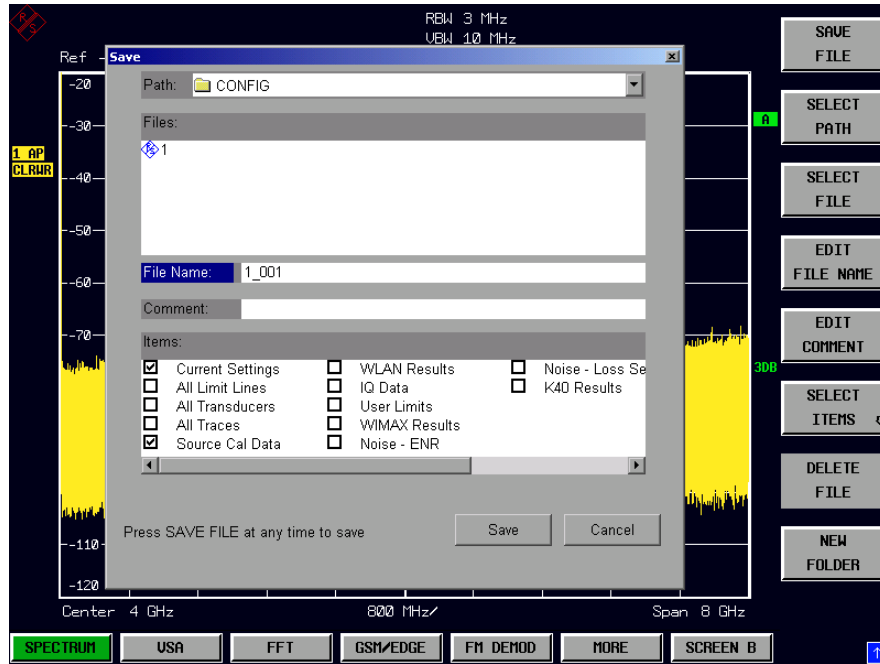 R/S
RBW 3 MHz
VBW 10 MHz
Ref -
Save
Path: CONFIG
Files:
1
File Name: 1_001
Comment:
Items:
Current Settings
All Limit Lines
All Transducers
All Traces
Source Cal Data
WLAN Results
IQ Data
User Limits
WIMAX Results
Noise - ENR
Noise - Loss Se
K40 Results
Press SAVE FILE at any time to save
Save
Cancel
1 AP
CLRWR
-20
-30
-40
-50
-60
-70
-110
-120
A
3DB
Center 4 GHz
800 MHz/
Span 8 GHz
SPECTRUM
VSA
FFT
GSM/EDGE
FM DEMOD
MORE
SCREEN B
SAVE
FILE
SELECT
PATH
SELECT
FILE
EDIT
FILE NAME
EDIT
COMMENT
SELECT
ITEMS
DELETE
FILE
NEW
FOLDER